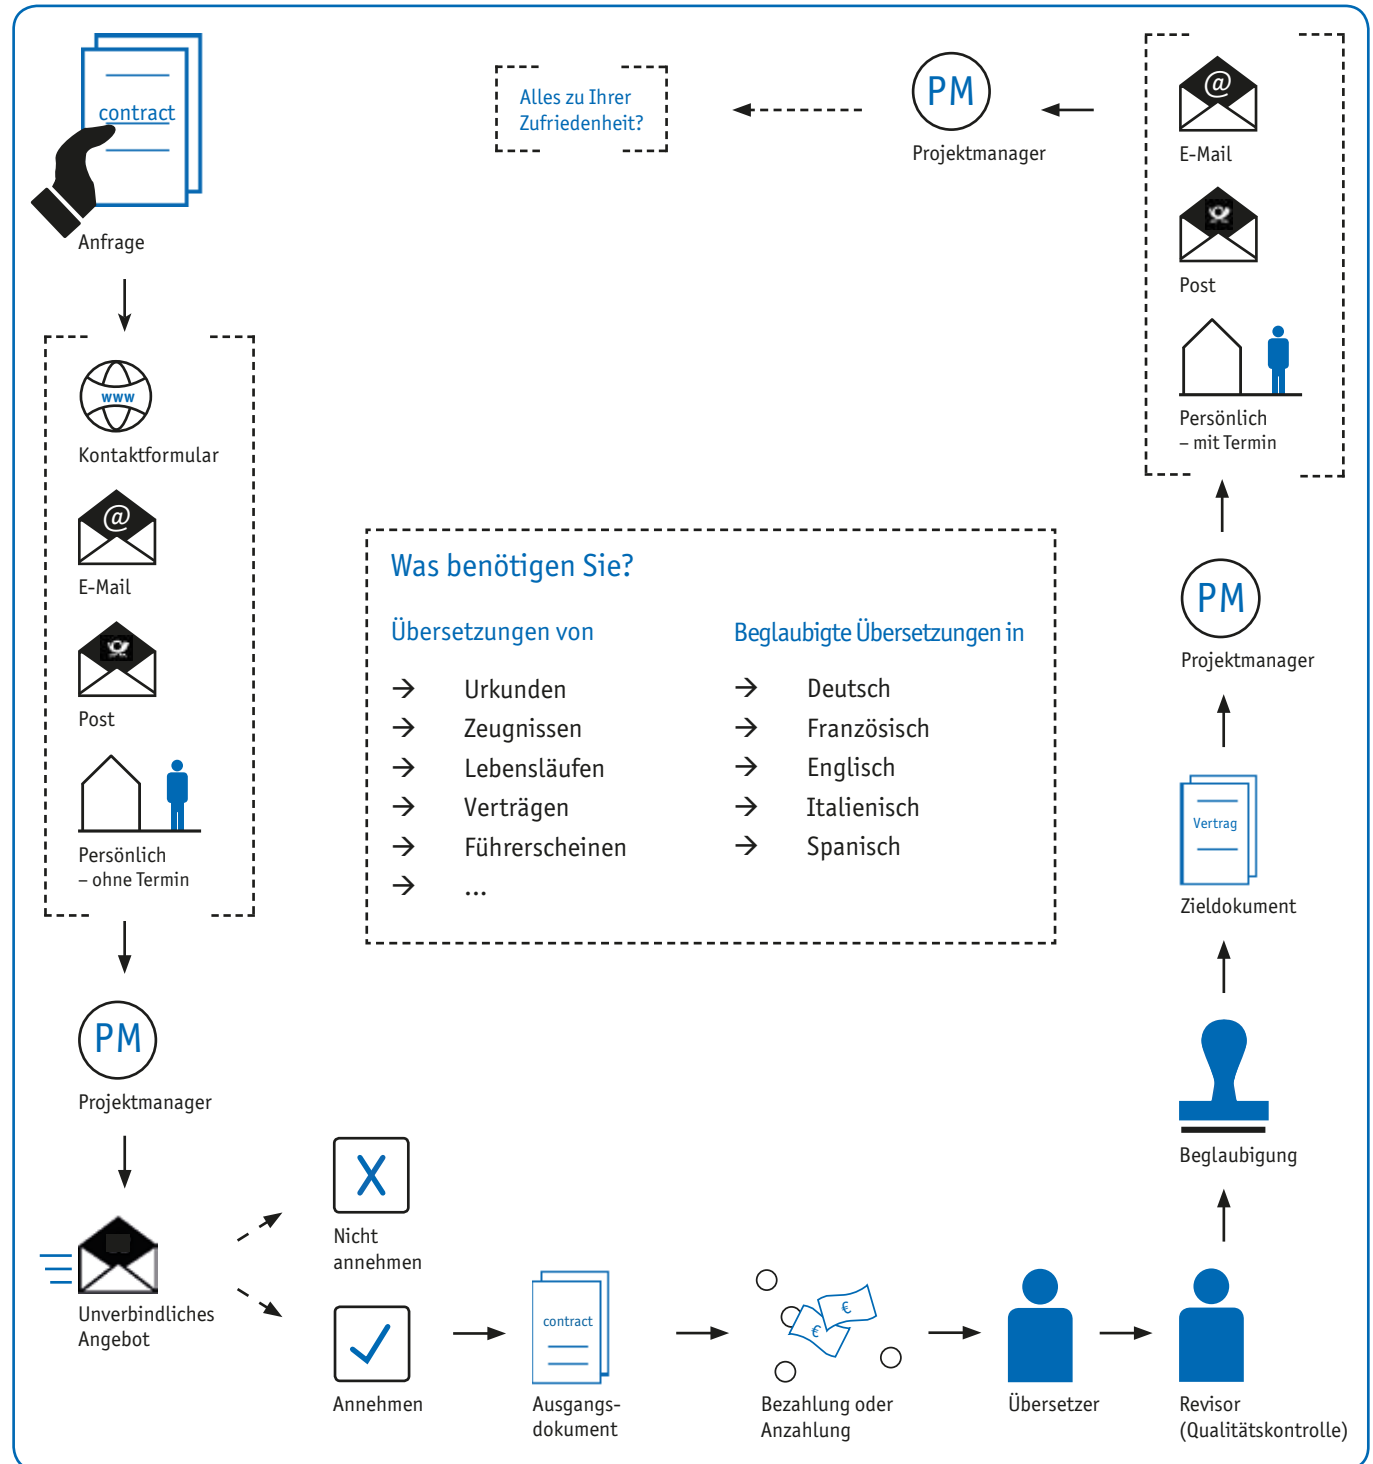 contract
Anfrage
www
Kontaktformular
@
E-Mail
Post
Persönlich
– ohne Termin
PM
Projektmanager
Unverbindliches
Angebot
X
Nicht
annehmen
Annehmen
contract
Ausgangs-
dokument
€
€
Bezahlung oder
Anzahlung
Übersetzer
Revisor
(Qualitätskontrolle)
Beglaubigung
Vertrag
Zieldokument
PM
Projektmanager
@
E-Mail
Post
Persönlich
– mit Termin
PM
Projektmanager
Alles zu Ihrer
Zufriedenheit?
Was benötigen Sie?
Übersetzungen von
→ Urkunden
→ Zeugnissen
→ Lebensläufen
→ Verträgen
→ Führerscheinen
→ ...
Beglaubigte Übersetzungen in
→ Deutsch
→ Französisch
→ Englisch
→ Italienisch
→ Spanisch